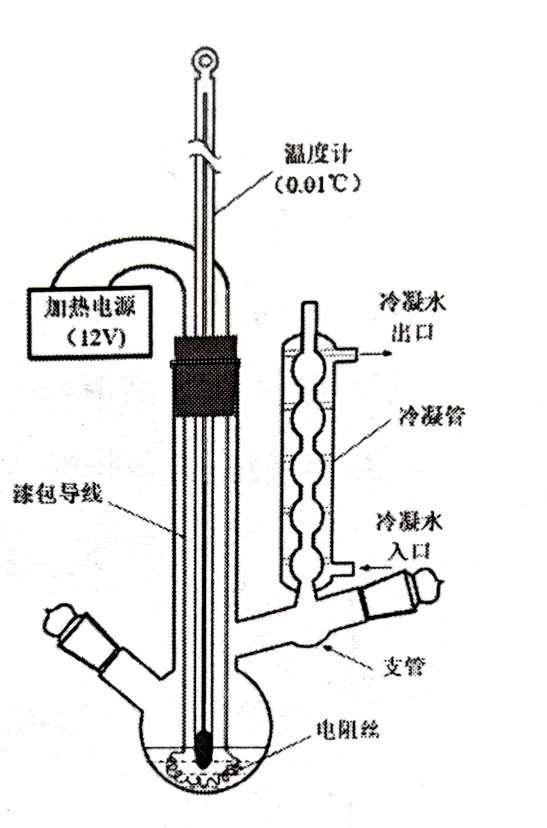 温度计
(0.01℃)
加热电源
(12V)
冷凝水
出口
冷凝管
漆包导线
冷凝水
入口
支管
电阻丝